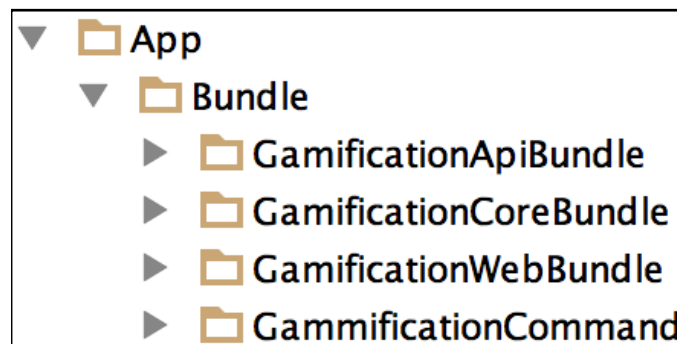 App
Bundle
GamificationApiBundle
GamificationCoreBundle
GamificationWebBundle
GammificationCommand